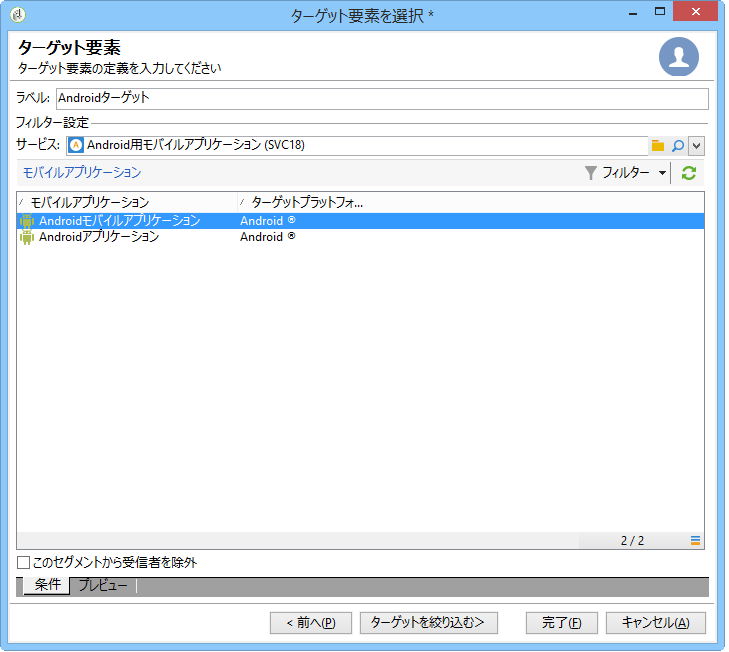 ターゲット要素を選択 *
ターゲット要素
ターゲット要素の定義を入力してください
ラベル: Androidターゲット
フィルター設定
サービス: Android用モバイルアプリケーション (SVC18)
モバイルアプリケーション フィルター
モバイルアプリケーション ターゲットプラットフォ...
Androidモバイルアプリケーション Android ®
Androidアプリケーション Android ®
2 / 2
このセグメントから受信者を除外
条件 プレビュー
< 前へ(P) ターゲットを絞り込む> 完了(F) キャンセル(A)